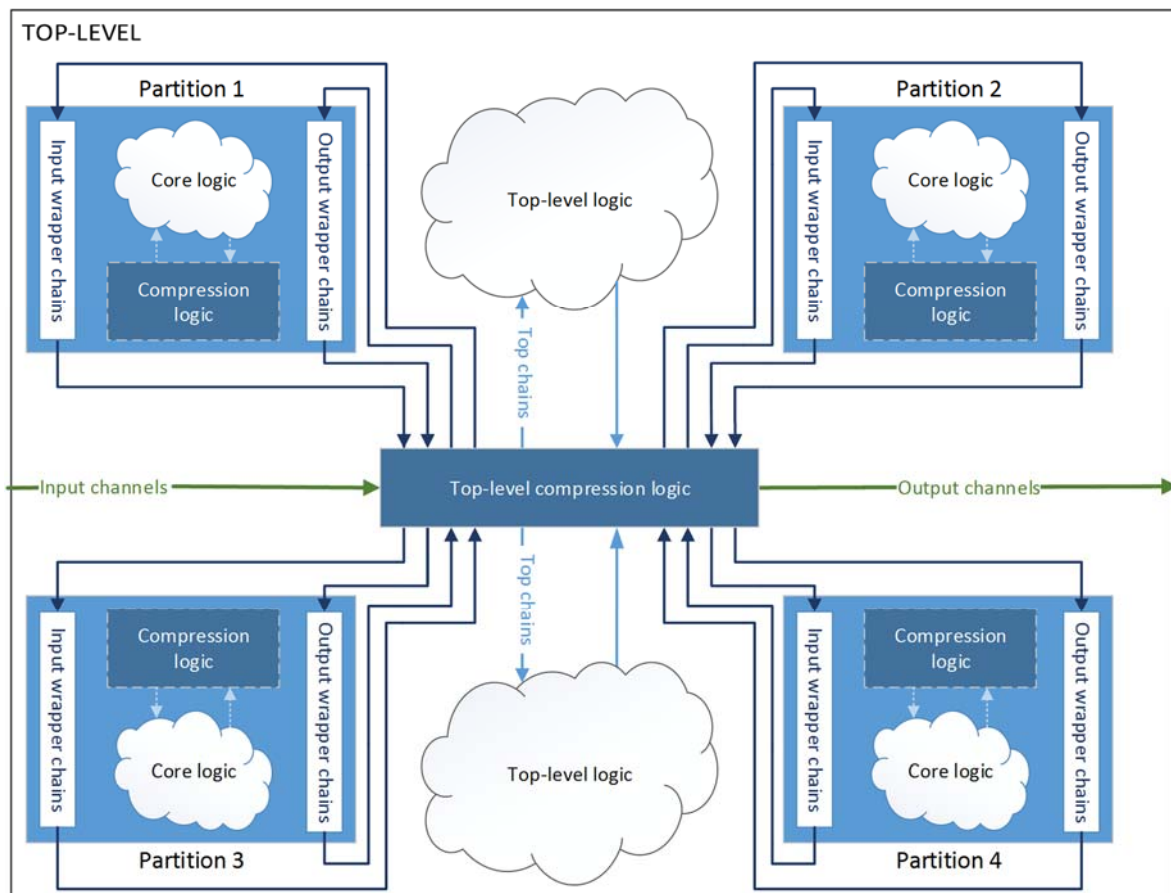 TOP-LEVEL
Partition 1
Partition 2
Input wrapper chains
Core logic
Compression
logic
Output wrapper chains
Top-level logic
Input wrapper chains
Core logic
Compression
logic
Output wrapper chains
Top chains
Input channels
Top-level compression logic
Output channels
Top chains
Input wrapper chains
Compression
logic
Core logic
Output wrapper chains
Top-level logic
Input wrapper chains
Compression
logic
Core logic
Output wrapper chains
Partition 3
Partition 4